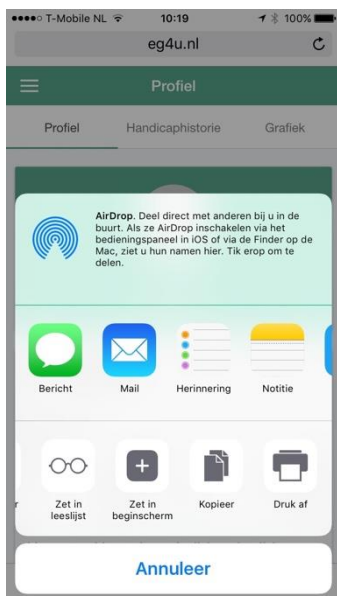 T-Mobile NL 10:19 100%
eg4u.nl
Profiel
Profiel Handicaphistorie Grafiek
AirDrop. Deel direct met anderen bij u in de
buurt. Als ze AirDrop inschakelen via het
bedieningspaneel in iOS of via de Finder op de
Mac, ziet u hun namen hier. Tik erop om te
delen.
Bericht Mail Herinnering Notitie
r Zet in Zet in Kopieer Druk af
leeslijst beginscherm
Annuleer